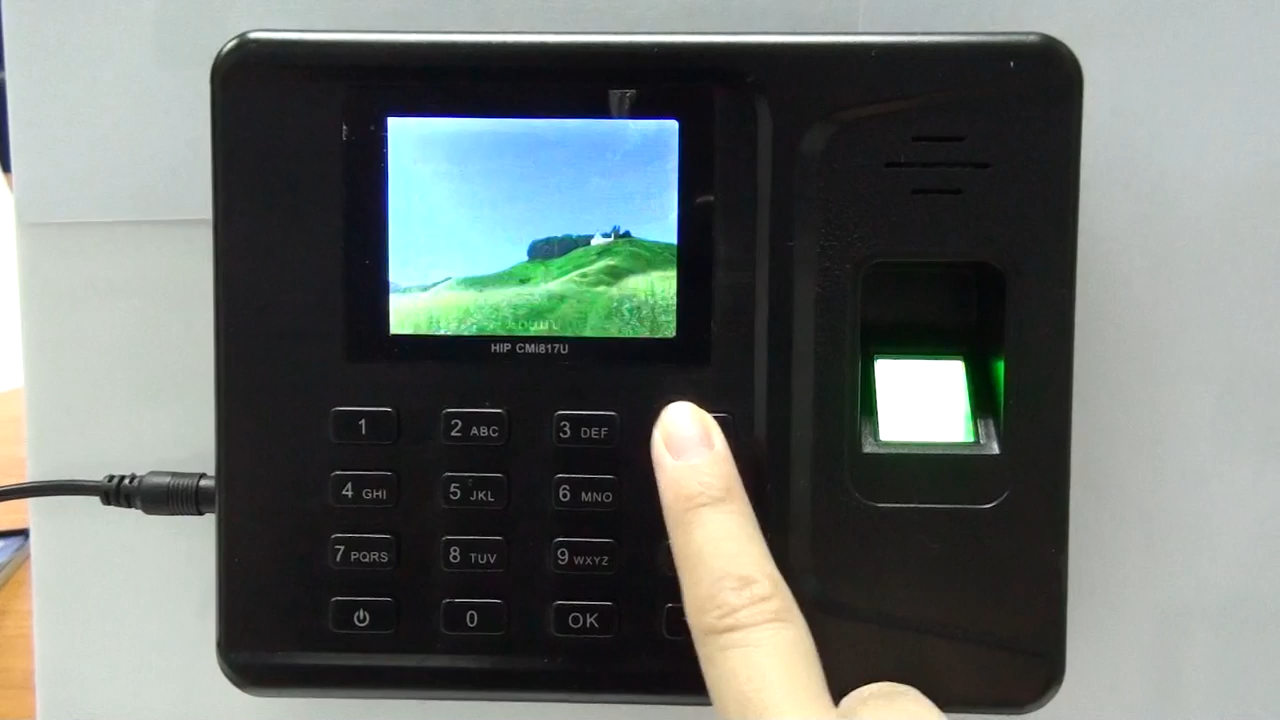 HIP CMi817U
1 2 ABC 3 DEF
4 GHI 5 JKL 6 MNO
7 PQRS 8 TUV 9 WXYZ
0 OK